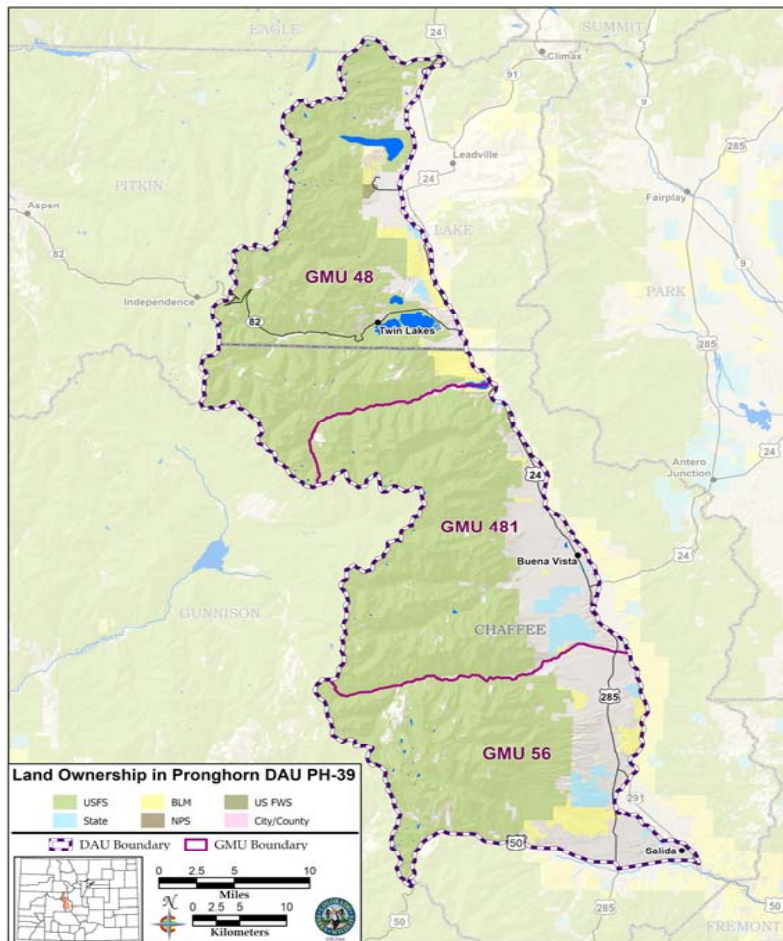 EAGLE
SUMMIT
24
Climax
91
9
285
Leadville
24
PITKIN
Aspen
Fairplay
LAKE
82
GMU 48
9
Independence
PARK
82
Twin Lakes
285
Antero
Junction
24
24
GMU 481
Buena Vista
24
GUNNISON
CHAFFEE
285
GMU 56
291
50
Salida
50
50
FREMONT
Land Ownership in Pronghorn DAU PH-39
USFS
BLM
US FWS
State
NPS
City/County
DAU Boundary
GMU Boundary
0 2.5 5 10
Miles
N
0 2.5 5 10
Kilometers